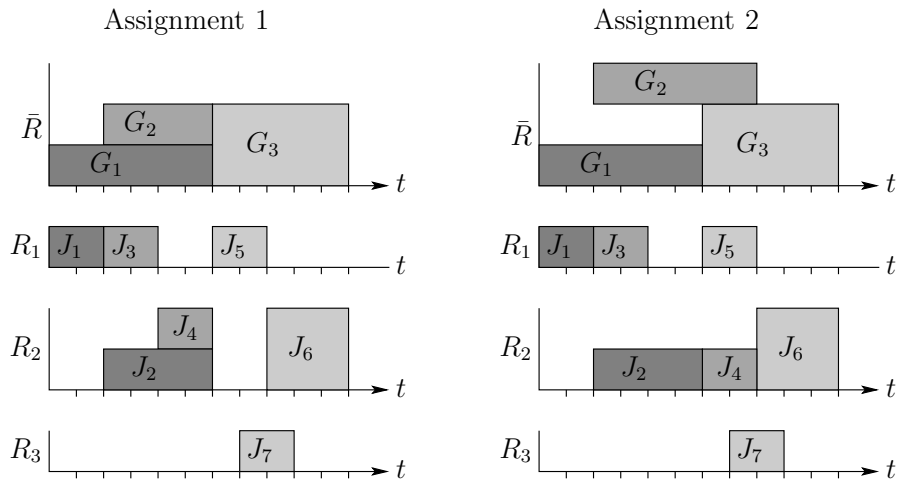 Assignment 1
R̄
G₁
G₂
G₃
t
R₁
J₁
J₃
J₅
t
R₂
J₂
J₄
J₆
t
R₃
J₇
t
Assignment 2
R̄
G₁
G₂
G₃
t
R₁
J₁
J₃
J₅
t
R₂
J₂
J₄
J₆
t
R₃
J₇
t